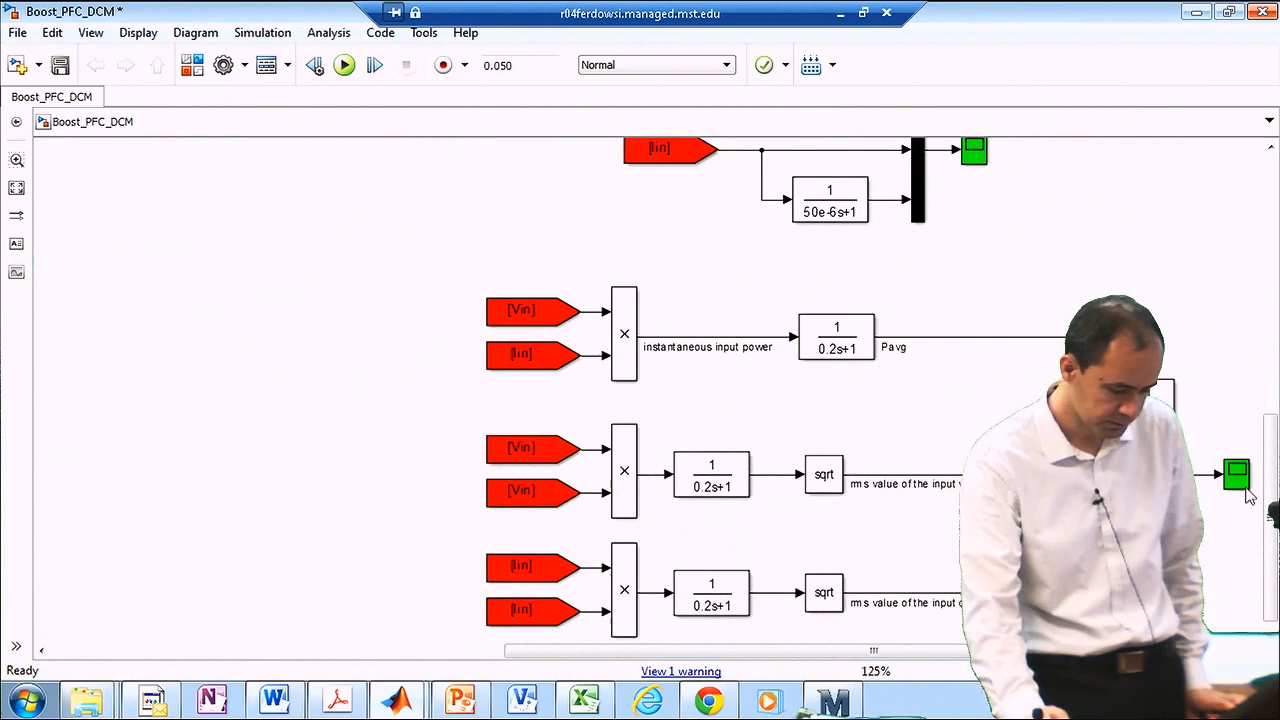 Boost_PFC_DCM *
r04ferdowsi.managed.mst.edu
File Edit View Display Diagram Simulation Analysis Code Tools Help
0.050
Normal
Boost_PFC_DCM
Boost_PFC_DCM
[Iin]
1
50e-6s+1
[Vin]
[Iin]
×
instantaneous input power
1
0.2s+1
Pavg
[Vin]
[Vin]
×
1
0.2s+1
sqrt
rms value of the input
[Iin]
[Iin]
×
1
0.2s+1
sqrt
rms value of the input
Ready
View 1 warning
125%